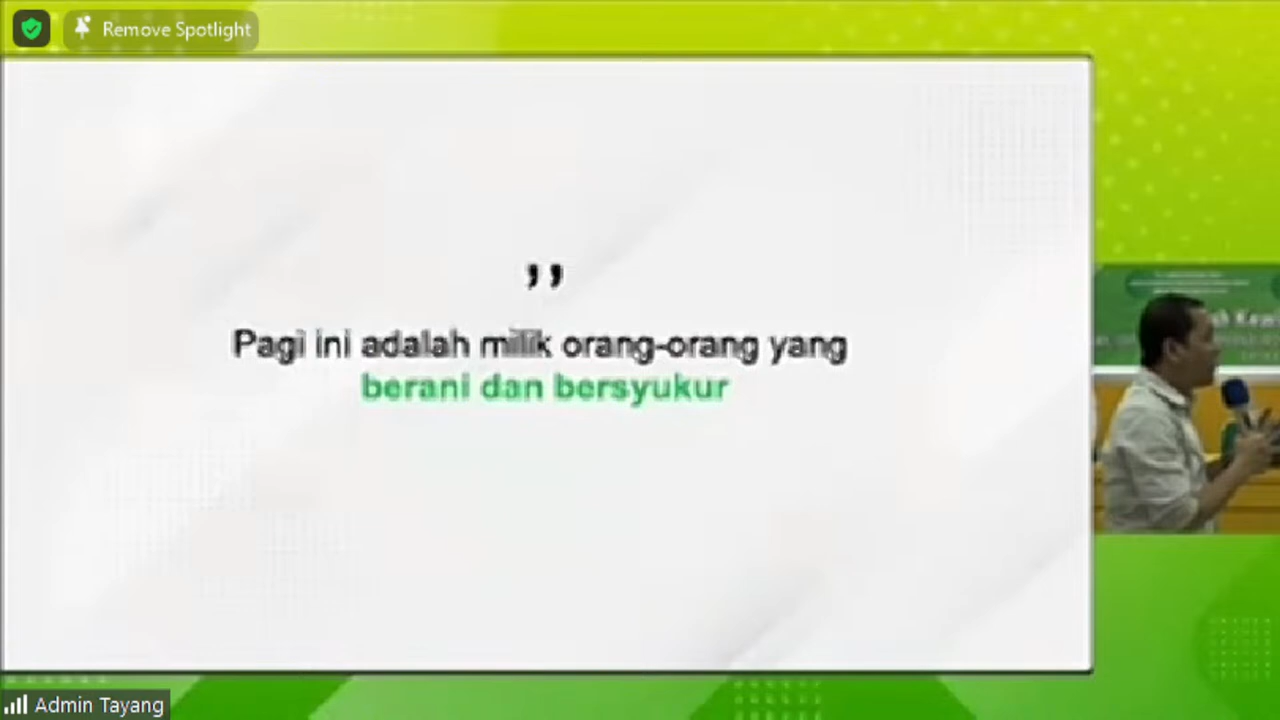 Remove Spotlight
,,
Pagi ini adalah milik orang-orang yang
berani dan bersyukur
Admin Tayang